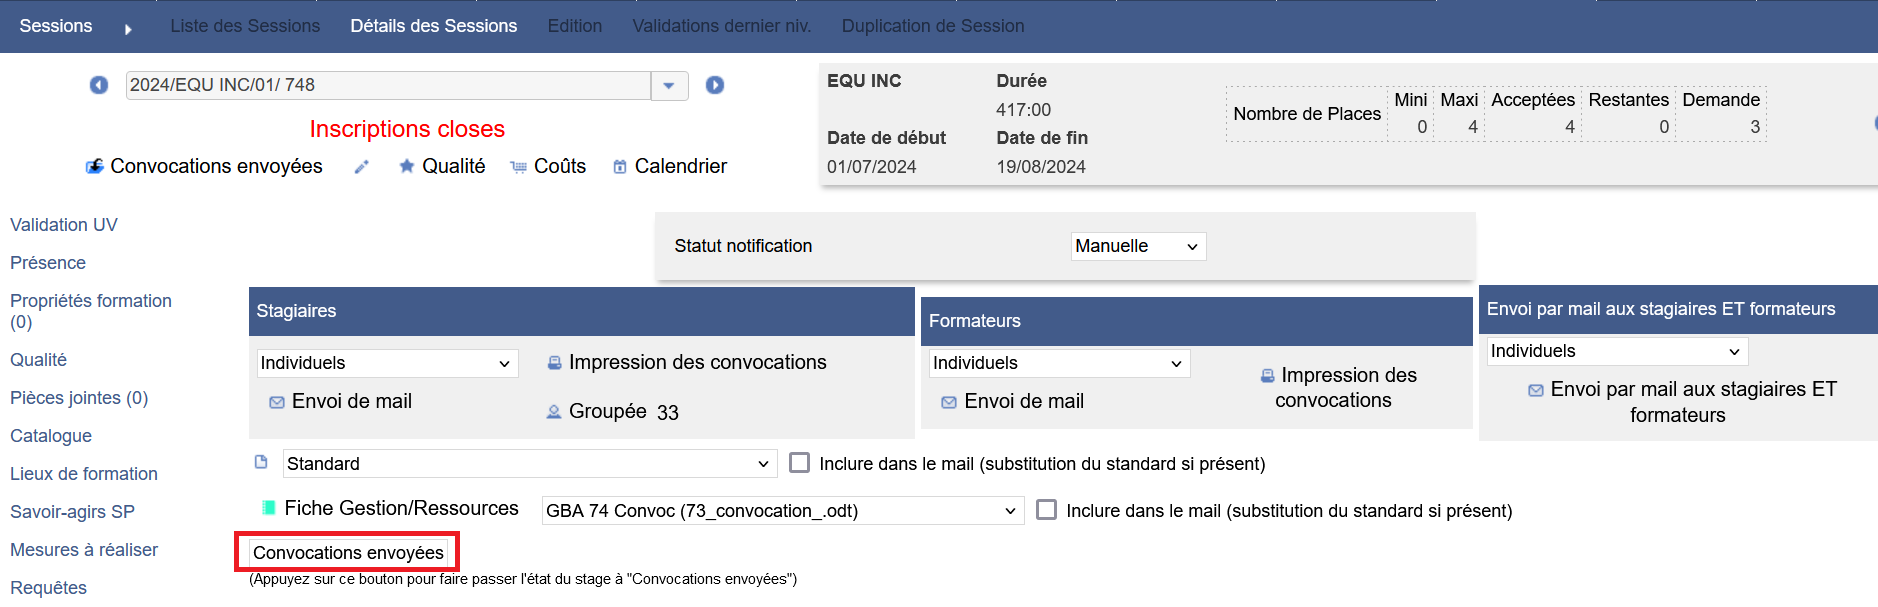 Sessions Liste des Sessions Détails des Sessions Edition Validations dernier niv. Duplication de Session
2024/EQU INC/01/ 748
Inscriptions closes
Convocations envoyées Qualité Coûts Calendrier
EQU INC Durée
417:00
Date de début Date de fin
01/07/2024 19/08/2024
Nombre de Places Mini Maxi Acceptées Restantes Demande
0 4 4 0 3
Validation UV
Présence
Propriétés formation
(0)
Qualité
Pièces jointes (0)
Catalogue
Lieux de formation
Savoir-agirs SP
Mesures à réaliser
Requêtes
Statut notification Manuelle
Stagiaires
Individuels Impression des convocations
Envoi de mail Groupée 33
Formateurs
Individuels
Envoi de mail
Impression des
convocations
Envoi par mail aux stagiaires ET formateurs
Individuels
Envoi par mail aux stagiaires ET
formateurs
Standard Inclure dans le mail (substitution du standard si présent)
Fiche Gestion/Ressources GBA 74 Convoc (73_convocation_.odt) Inclure dans le mail (substitution du standard si présent)
Convocations envoyées
(Appuyez sur ce bouton pour faire passer l'état du stage à "Convocations envoyées")